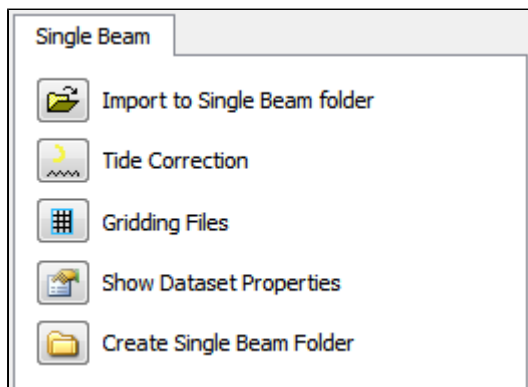 Single Beam
Import to Single Beam folder
Tide Correction
Gridding Files
Show Dataset Properties
Create Single Beam Folder